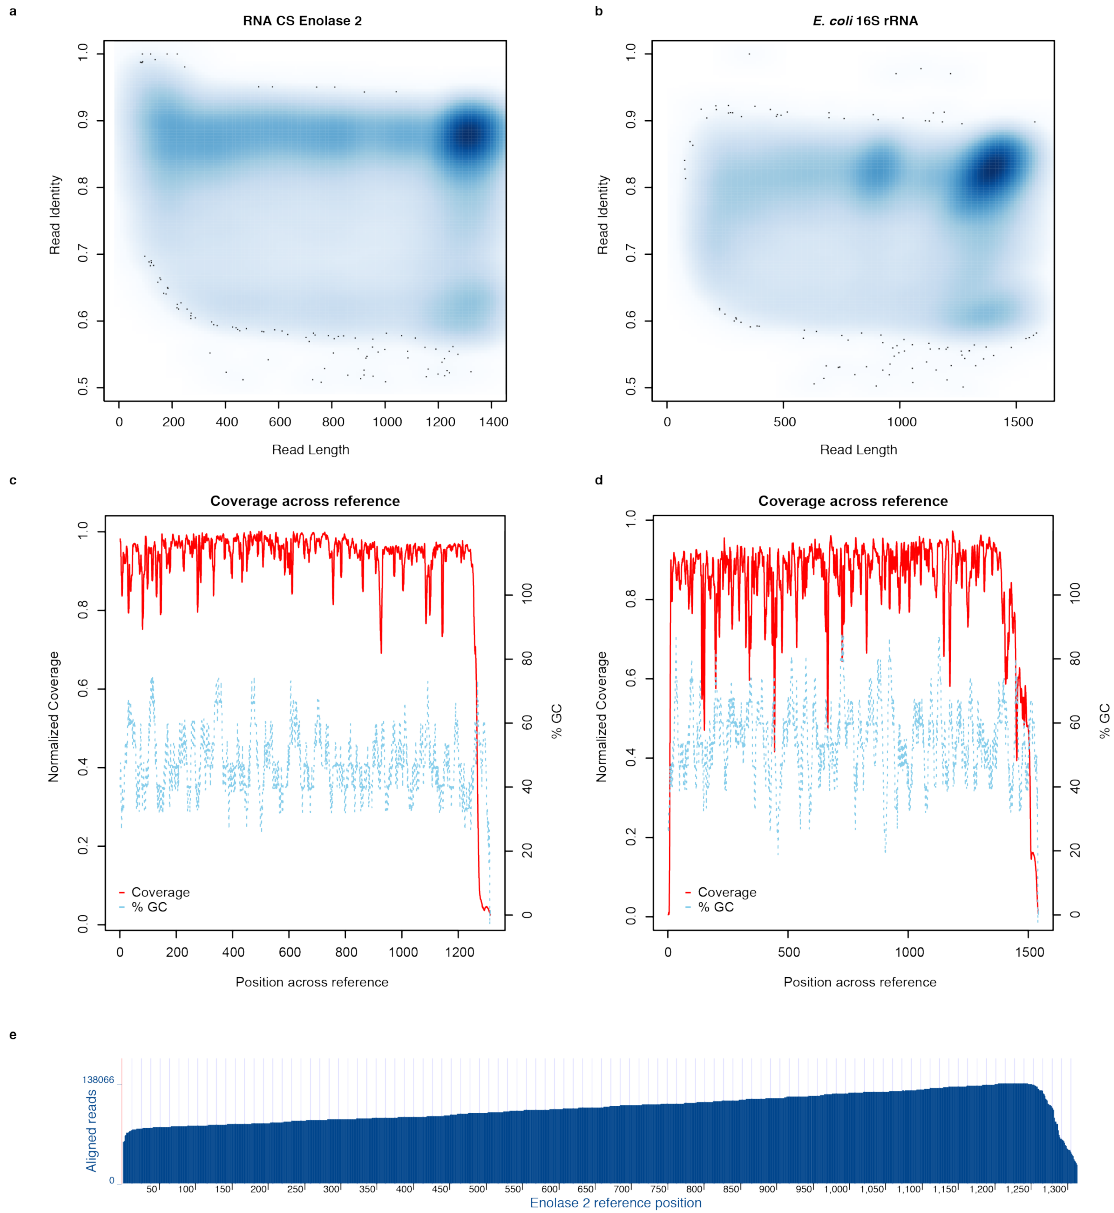 a
RNA CS Enolase 2
Read Identity
0.5 0.6 0.7 0.8 0.9 1.0
0 200 400 600 800 1000 1200 1400
Read Length
b
E. coli 16S rRNA
Read Identity
0.5 0.6 0.7 0.8 0.9 1.0
0 500 1000 1500
Read Length
c
Coverage across reference
Normalized Coverage
0.0 0.2 0.4 0.6 0.8 1.0
% GC
0 20 40 60 80 100
Coverage
% GC
0 200 400 600 800 1000 1200
Position across reference
d
Coverage across reference
Normalized Coverage
0.0 0.2 0.4 0.6 0.8 1.0
% GC
0 20 40 60 80 100
Coverage
% GC
0 500 1000 1500
Position across reference
e
Aligned reads
138066
0
50 100 150 200 250 300 350 400 450 500 550 600 650 700 750 800 850 900 950 1,000 1,050 1,100 1,150 1,200 1,250 1,300
Enolase 2 reference position